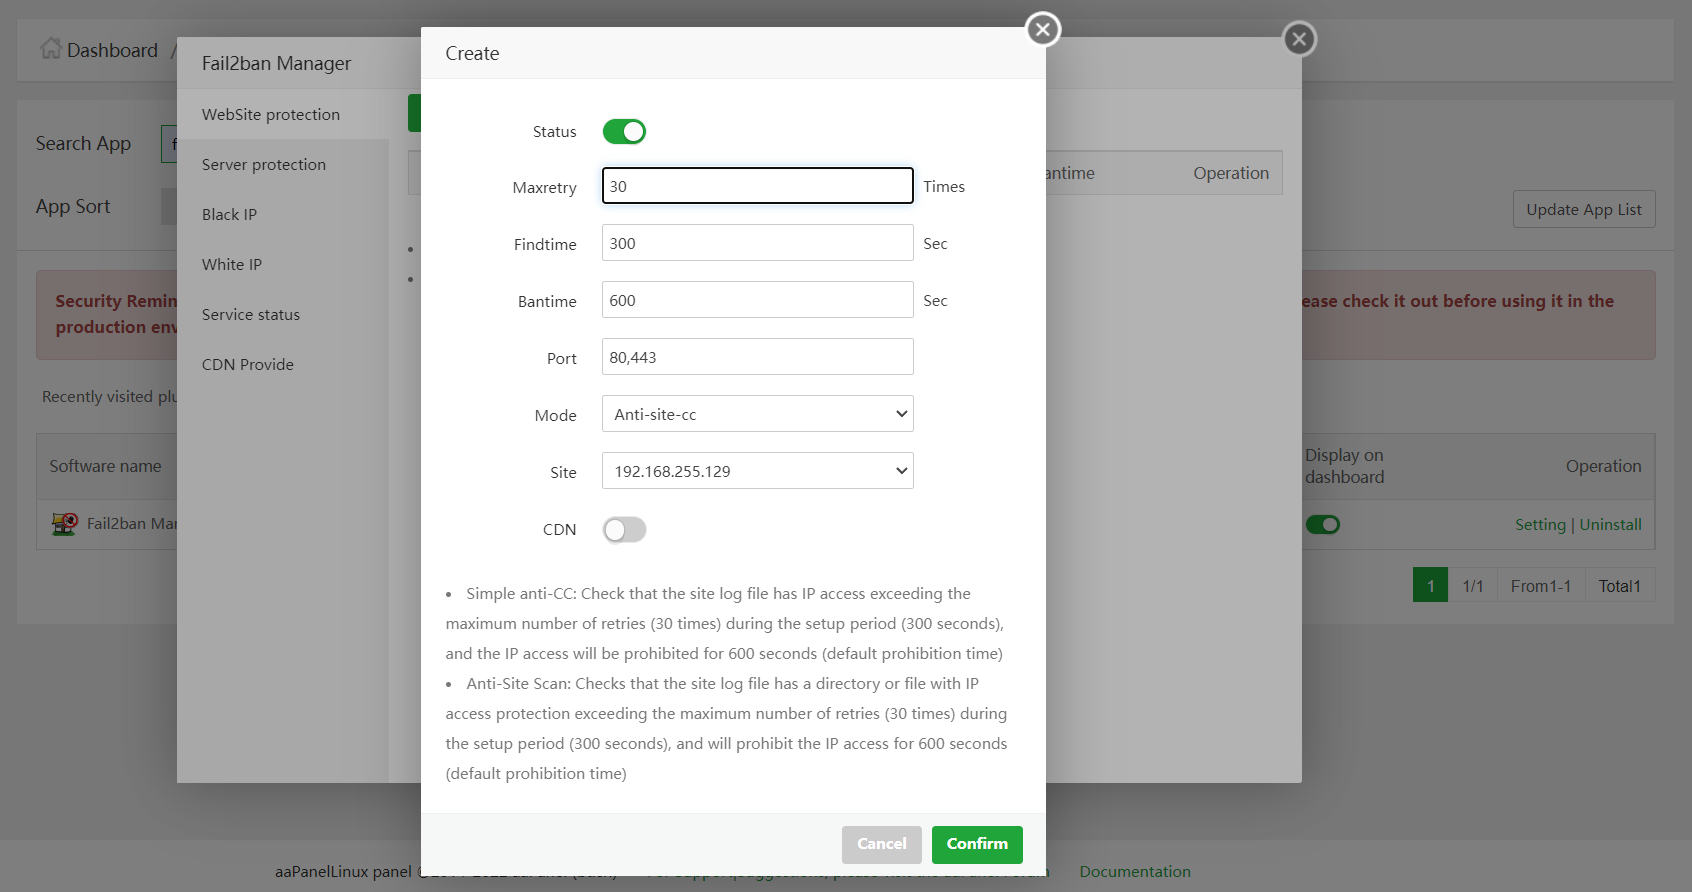 Dashboard /
Fail2ban Manager
Create
WebSite protection
Server protection
Black IP
White IP
Service status
CDN Provide
Search App
App Sort
Operation
Update App List
Status
Maxretry 30 Times
Findtime 300 Sec
Bantime 600 Sec
Port 80,443
Mode Anti-site-cc
Site 192.168.255.129
CDN
Security Remin
production env
ease check it out before using it in the
Recently visited plu
Software name
Display on
dashboard
Operation
Fail2ban Man
Setting | Uninstall
1 1/1 From1-1 Total1
• Simple anti-CC: Check that the site log file has IP access exceeding the
maximum number of retries (30 times) during the setup period (300 seconds),
and the IP access will be prohibited for 600 seconds (default prohibition time)
• Anti-Site Scan: Checks that the site log file has a directory or file with IP
access protection exceeding the maximum number of retries (30 times) during
the setup period (300 seconds), and will prohibit the IP access for 600 seconds
(default prohibition time)
Cancel Confirm
aaPanelLinux panel
Documentation